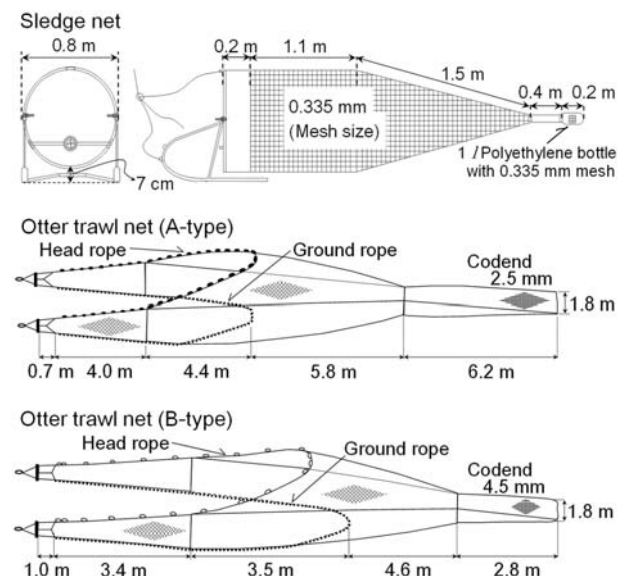 Sledge net
0.8 m
0.2 m
1.1 m
1.5 m
0.4 m
0.2 m
0.335 mm
(Mesh size)
7 cm
1 l Polyethylene bottle
with 0.335 mm mesh
Otter trawl net (A-type)
Head rope
Ground rope
Codend
2.5 mm
1.8 m
0.7 m 4.0 m 4.4 m 5.8 m 6.2 m
Otter trawl net (B-type)
Head rope
Ground rope
Codend
4.5 mm
1.8 m
1.0 m 3.4 m 3.5 m 4.6 m 2.8 m